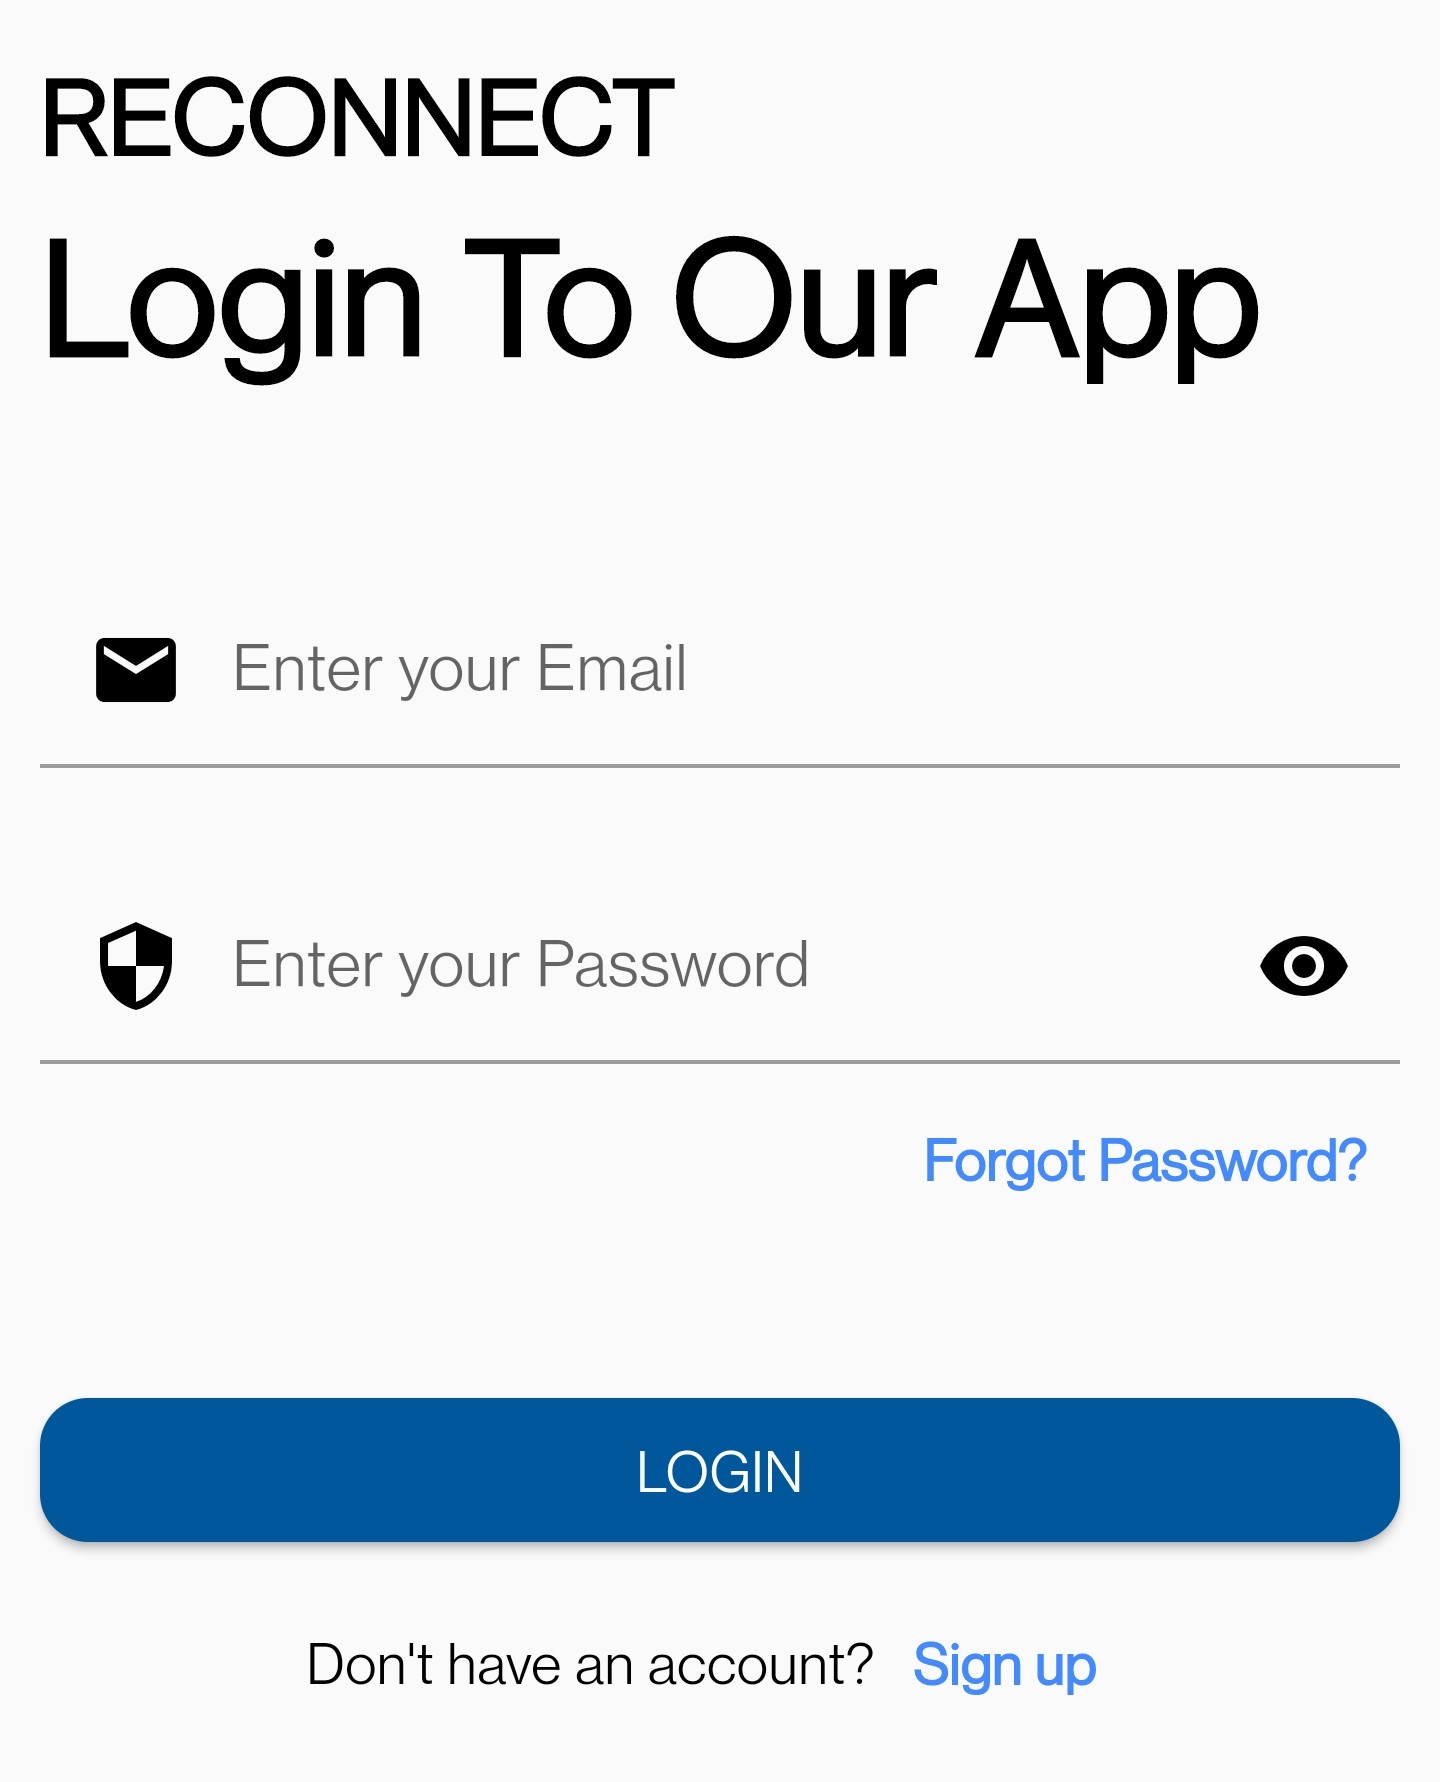 RECONNECT
Login To Our App
Enter your Email
Enter your Password
Forgot Password?
LOGIN
Don't have an account? Sign up